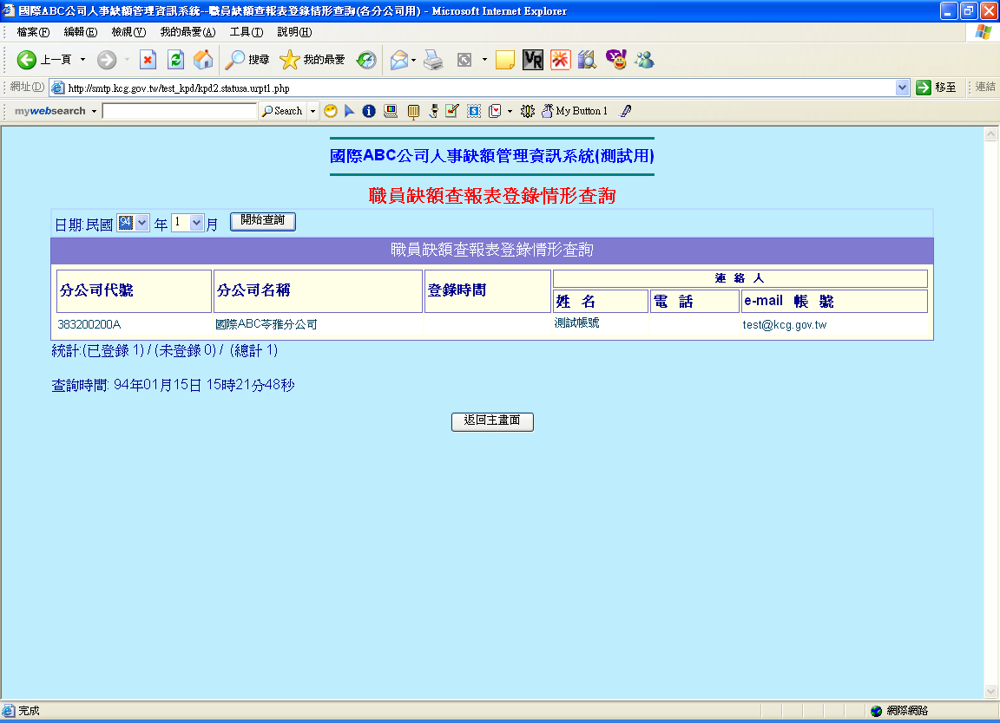 國際ABC公司人事缺額管理資訊系統--職員缺額查報表登錄情形查詢(各分公司用) - Microsoft Internet Explorer
檔案(F) 編輯(E) 檢視(V) 我的最愛(A) 工具(T) 說明(H)
上一頁 搜尋 我的最愛
網址(D) http://smtp.kcg.gov.tw/test_kpd/kpd2.statusa.urpt1.php 移至 連結
mywebsearch Search My Button 1
國際ABC公司人事缺額管理資訊系統(測試用)
職員缺額查報表登錄情形查詢
日期:民國 94 年 1 月 開始查詢
職員缺額查報表登錄情形查詢
分公司代號 分公司名稱 登錄時間 連 絡 人
姓 名 電 話 e-mail 帳 號
383200200A 國際ABC苓雅分公司 測試帳號 test@kcg.gov.tw
統計:(已登錄 1) / (未登錄 0) / (總計 1)
查詢時間: 94年01月15日 15時21分48秒
返回主畫面
完成 網際網路